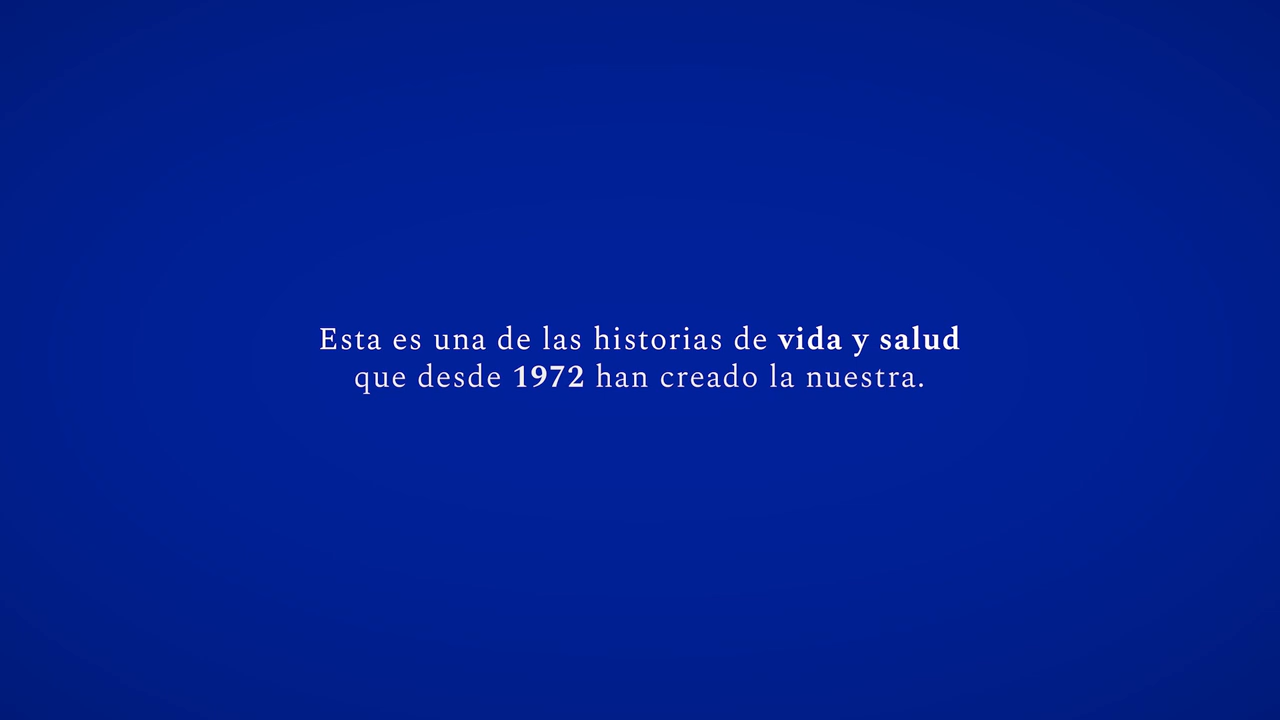 Esta es una de las historias de vida y salud
que desde 1972 han creado la nuestra.